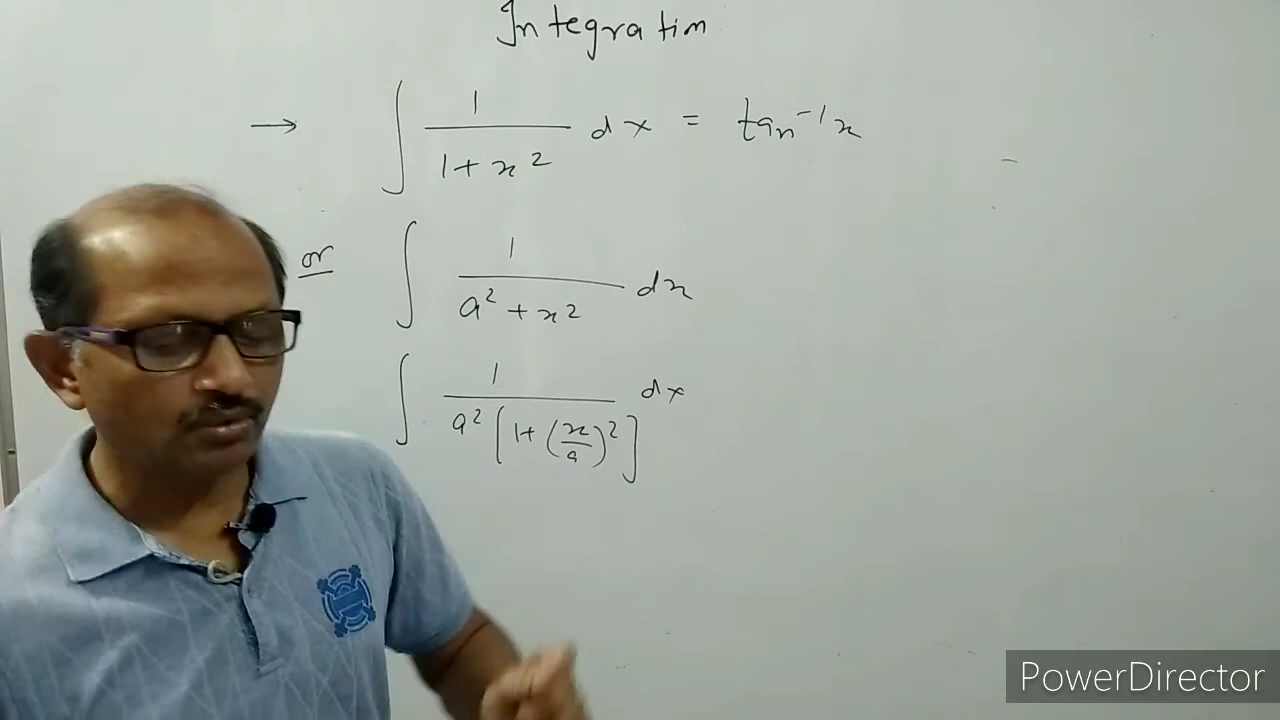 Integration
→ ∫ 1/(1+x²) dx = tan⁻¹x
or ∫ 1/(a²+x²) dx
∫ 1/(a²[1+(x/a)²]) dx
PowerDirector